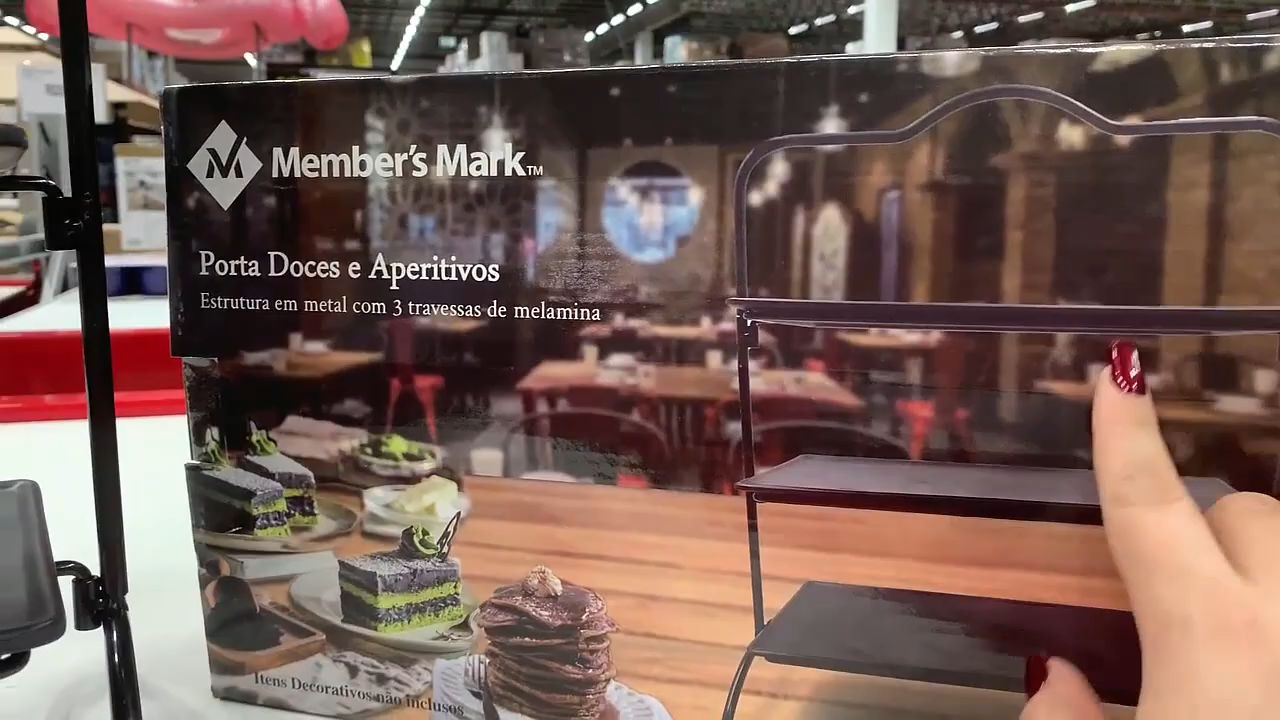 Member's Mark™
Porta Doces e Aperitivos
Estrutura em metal com 3 travessas de melamina
Itens Decorativos não inclusos